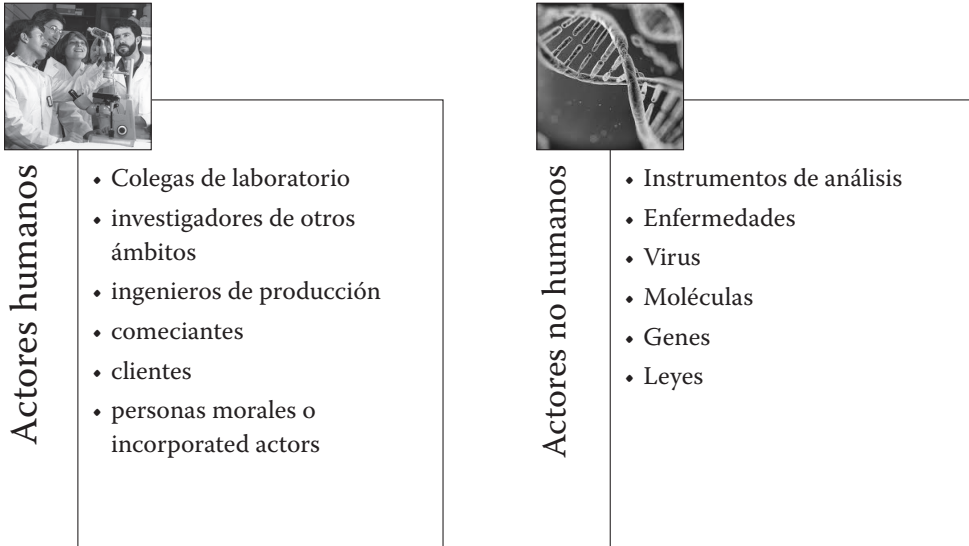 Actores humanos
• Colegas de laboratorio
• investigadores de otros
ámbitos
• ingenieros de producción
• comeciantes
• clientes
• personas morales o
incorporated actors
Actores no humanos
• Instrumentos de análisis
• Enfermedades
• Virus
• Moléculas
• Genes
• Leyes